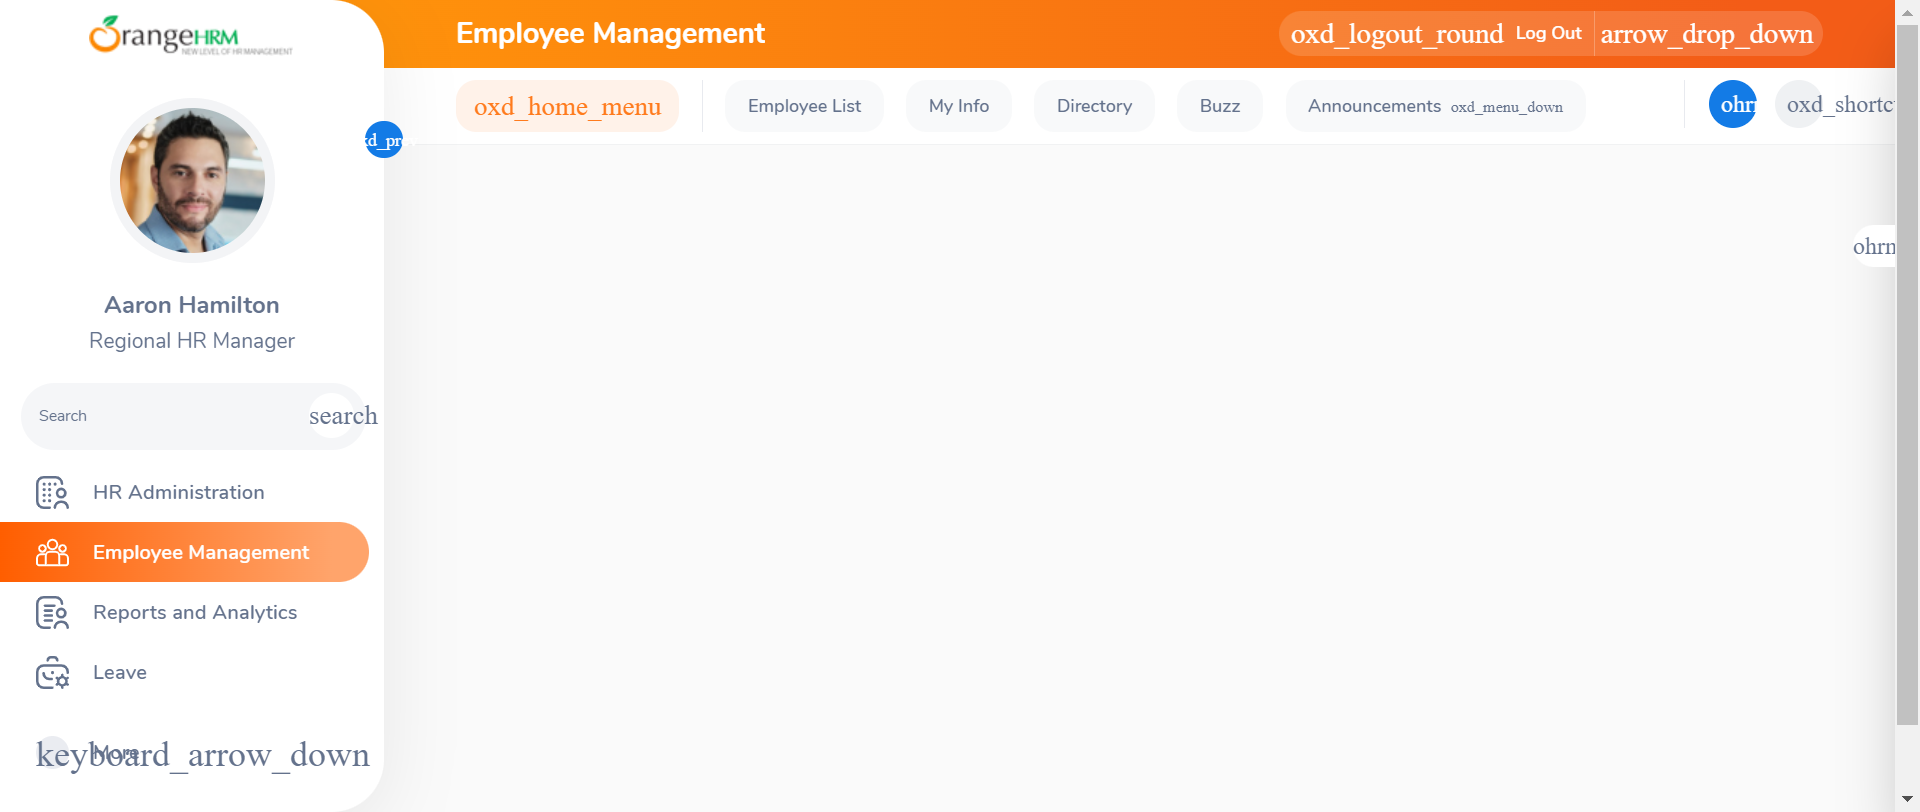 OrangeHRM
NEW LEVEL OF HR MANAGEMENT
Employee Management
oxd_logout_round Log Out arrow_drop_down
oxd_home_menu
Employee List
My Info
Directory
Buzz
Announcements oxd_menu_down
ohr
oxd_shortc
xd_pre
ohrn
Aaron Hamilton
Regional HR Manager
Search search
HR Administration
Employee Management
Reports and Analytics
Leave
More
keyboard_arrow_down